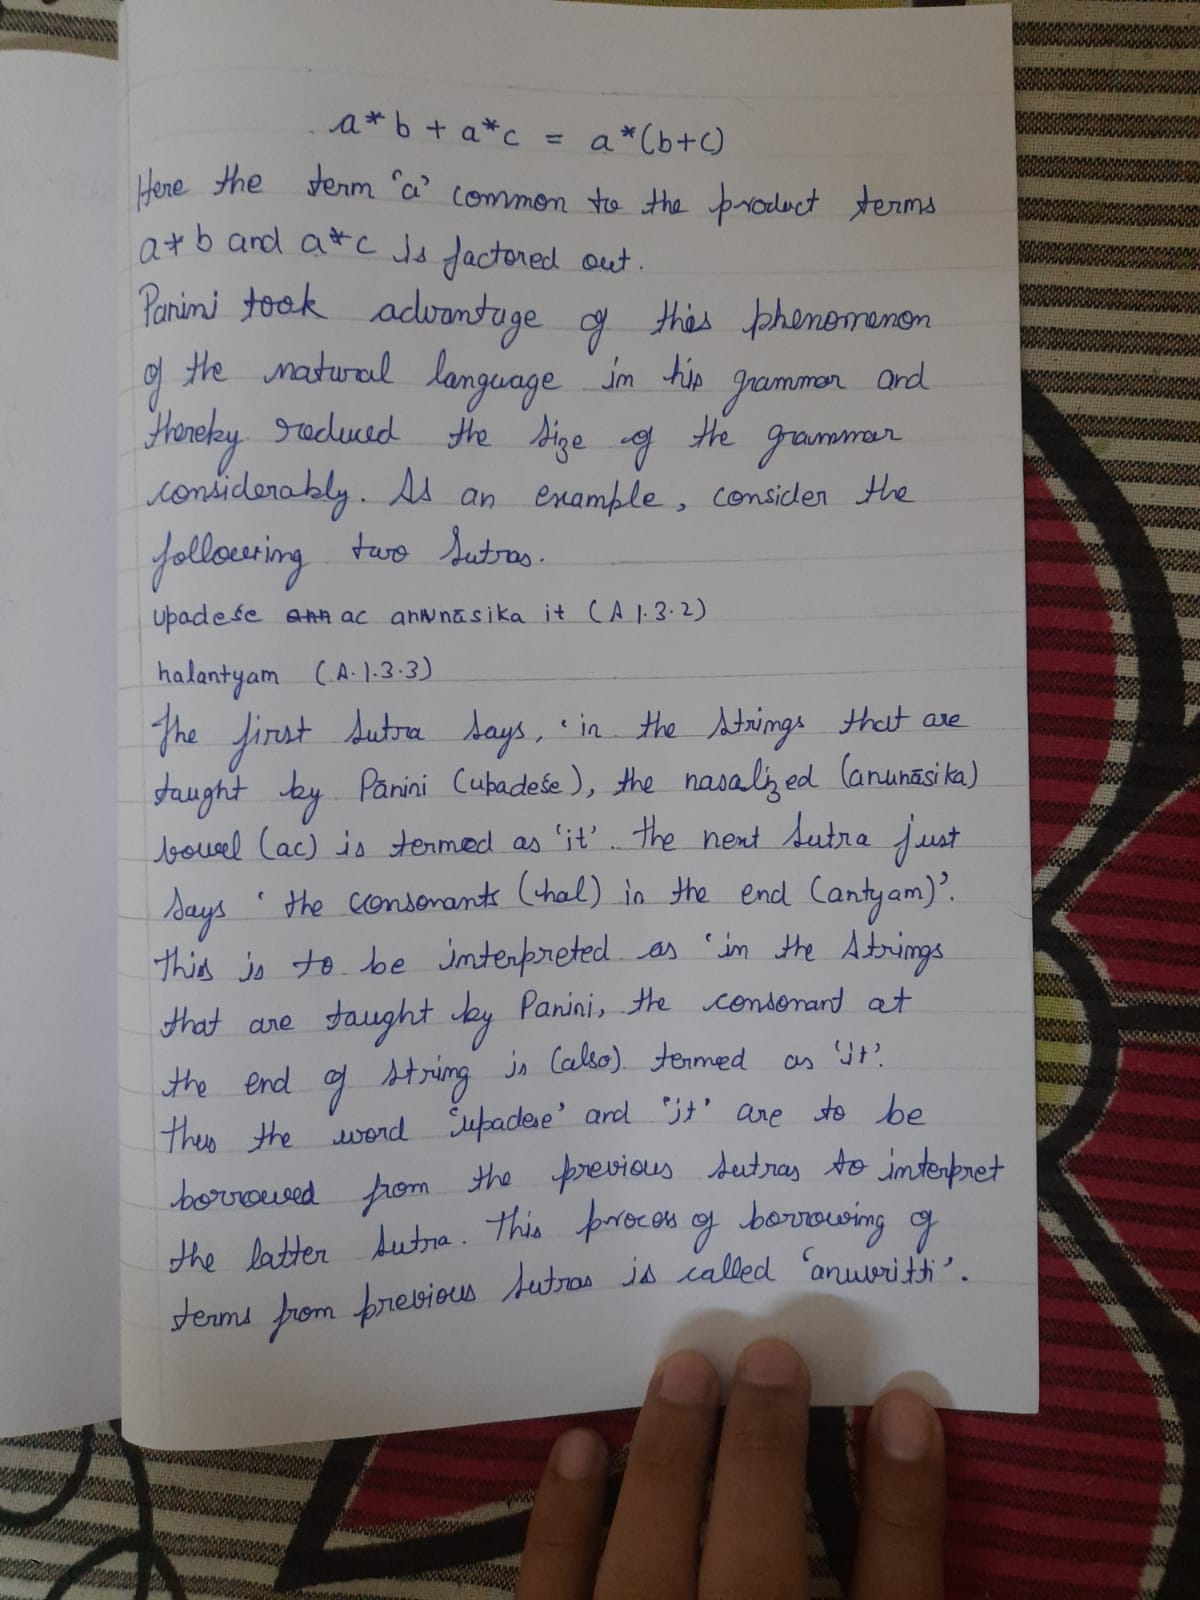 a*b + a*c = a*(b+c)
Here the term 'a' common to the product terms
a*b and a*c is factored out.
Panini took advantage of this phenomenon
of the natural language in his grammar and
thereby reduced the size of the grammar
considerably. As an example, consider the
following two Sutras.
upadeśe ac anunāsika it (A 1.3.2)
halantyam (A.1.3.3)
The first Sutra says, 'in the strings that are
taught by Pānini (upadeśe), the nasalized (anunāsika)
vowel (ac) is termed as 'it'. The next Sutra just
says 'the consonants (hal) in the end (antyam)'.
This is to be interpreted as 'in the strings
that are taught by Panini, the consonant at
the end of string is (also) termed as 'it'.
Thus the word 'upadese' and 'it' are to be
borrowed from the previous sutras to interpret
the latter Sutra. This process of borrowing of
terms from previous Sutras is called 'anuvritti'.